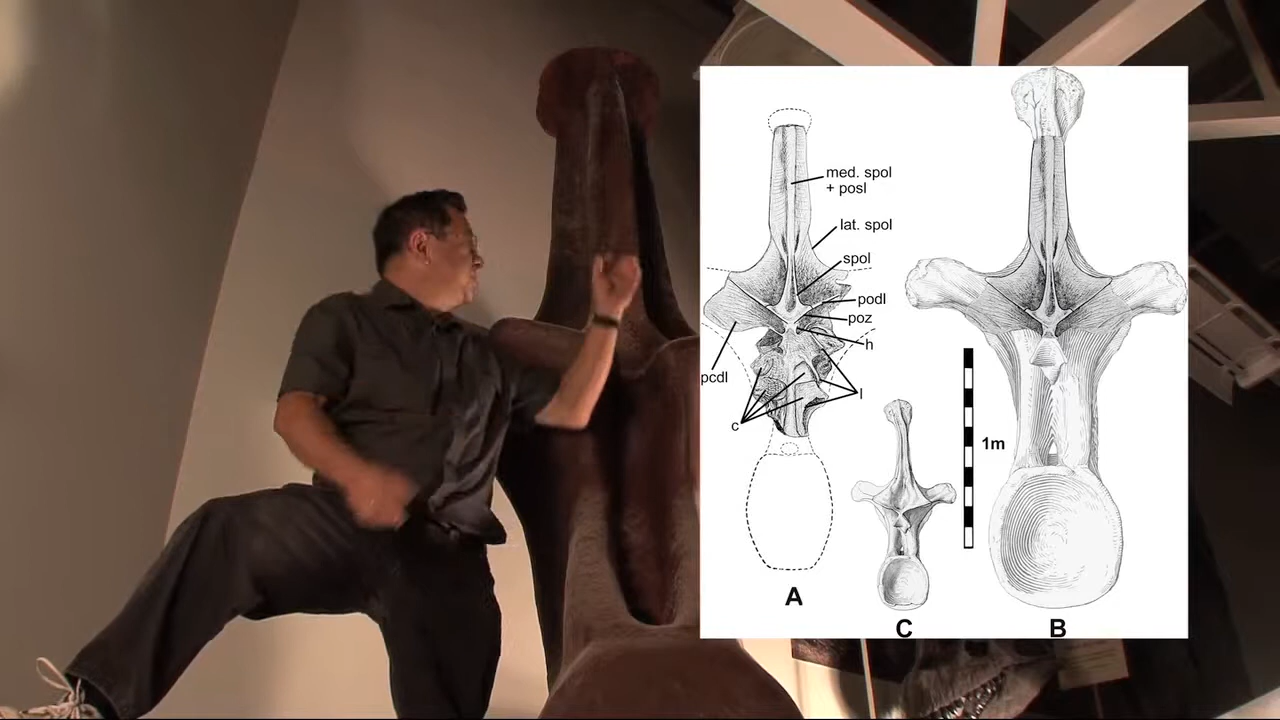 med. spol
+ posl
lat. spol
spol
podl
poz
h
pcdl
l
c
1m
A
C
B